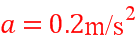 a = 0.2m/s²